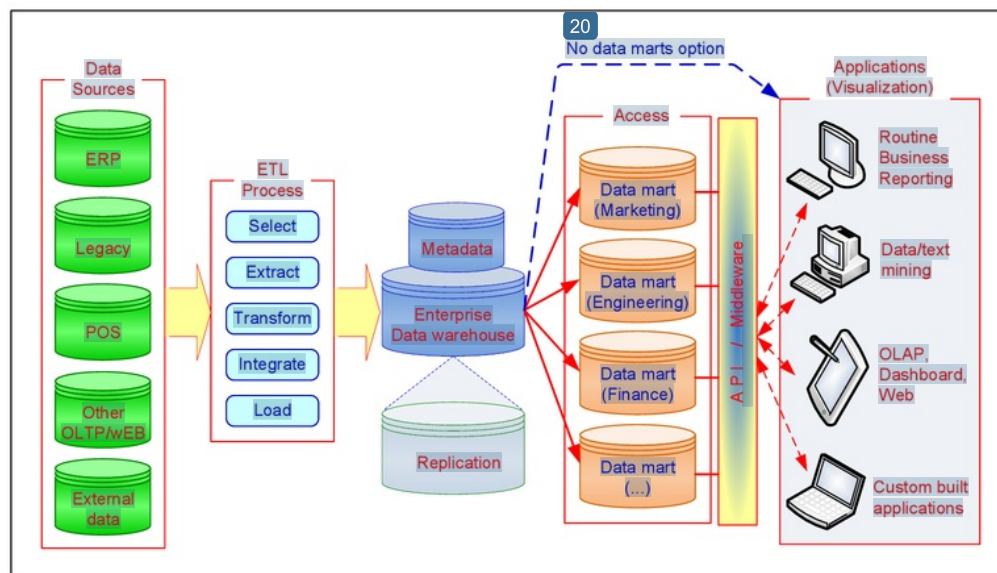 20
No data marts option
Data
Sources
ERP
Legacy
POS
Other
OLTP/wEB
External
data
ETL
Process
Select
Extract
Transform
Integrate
Load
Metadata
Enterprise
Data warehouse
Replication
Access
Data mart
(Marketing)
Data mart
(Engineering)
Data mart
(Finance)
Data mart
(...)
API / Middleware
Applications
(Visualization)
Routine
Business
Reporting
Data/text
mining
OLAP,
Dashboard,
Web
Custom built
applications